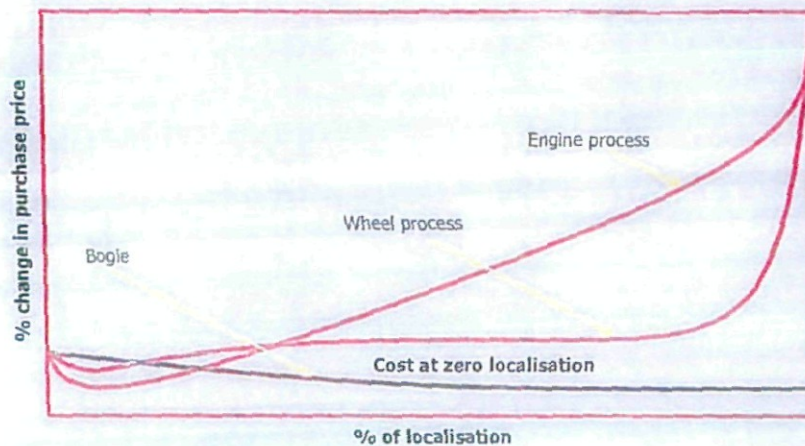 Engine process
Wheel process
Bogie
% change in purchase price
Cost at zero localisation
% of localisation